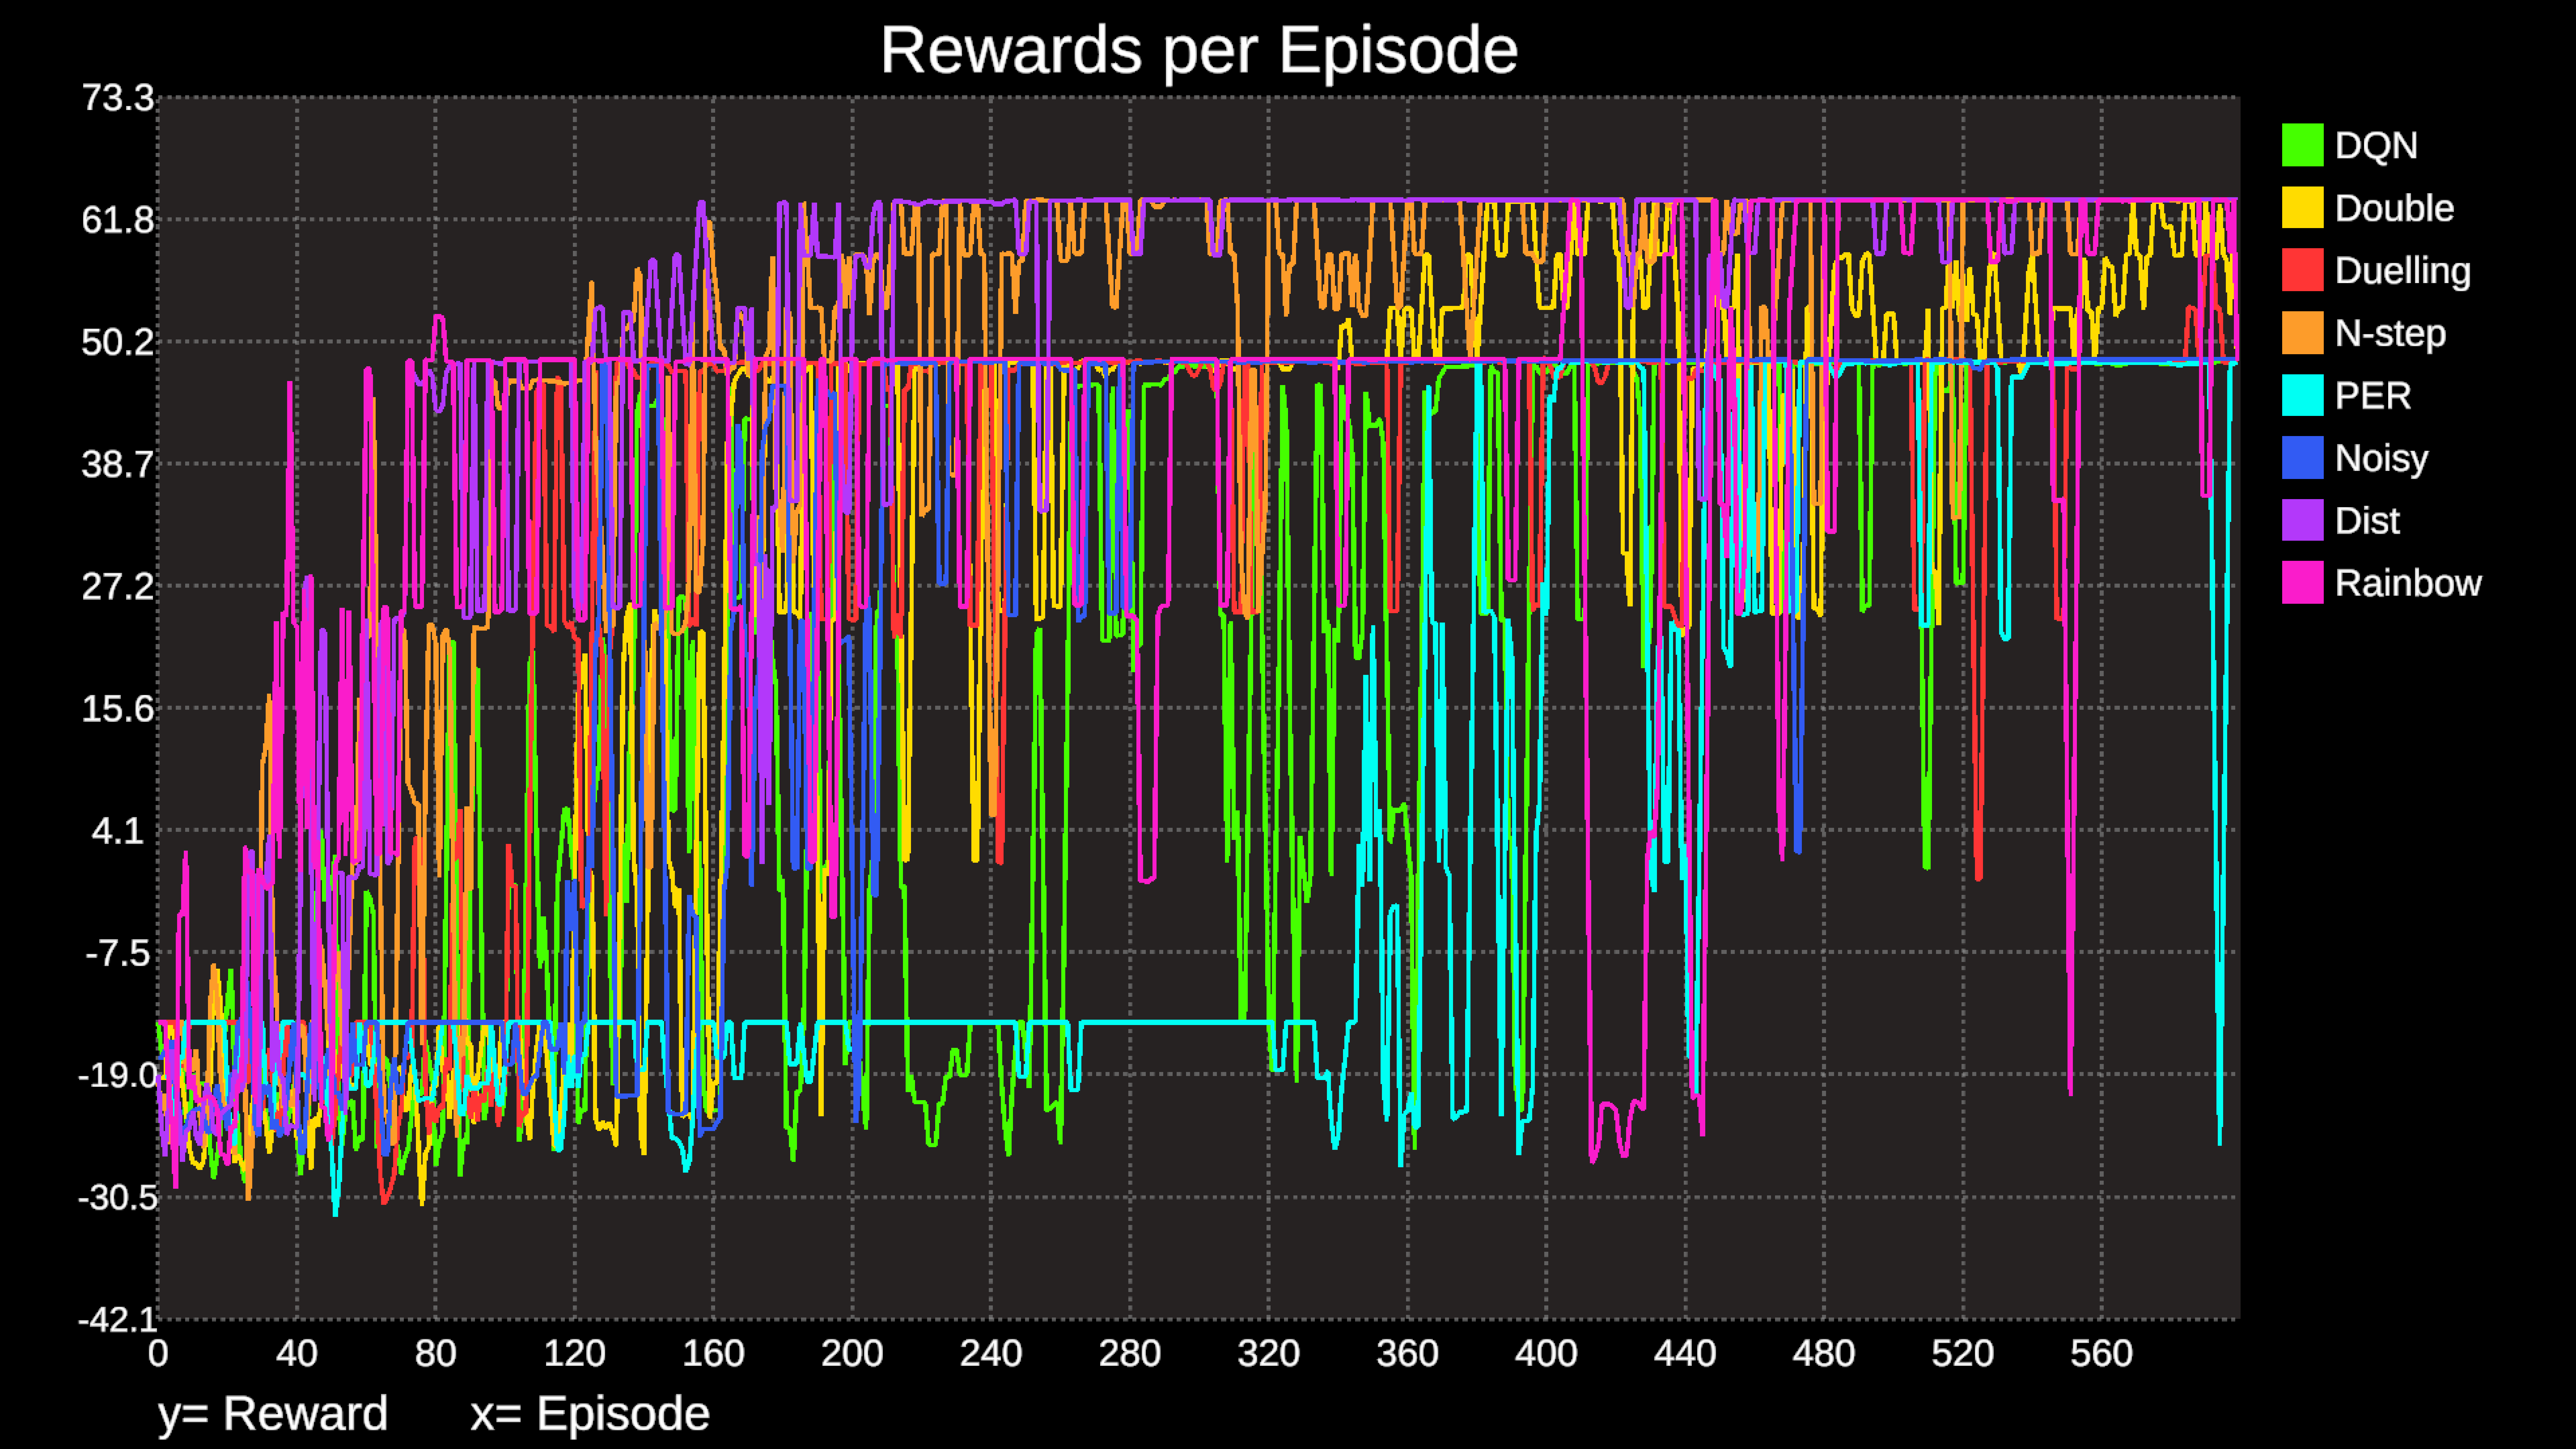 Rewards per Episode
73.3
61.8
50.2
38.7
27.2
15.6
4.1
-7.5
-19.0
-30.5
-42.1
0 40 80 120 160 200 240 280 320 360 400 440 480 520 560
y= Reward x= Episode
DQN
Double
Duelling
N-step
PER
Noisy
Dist
Rainbow